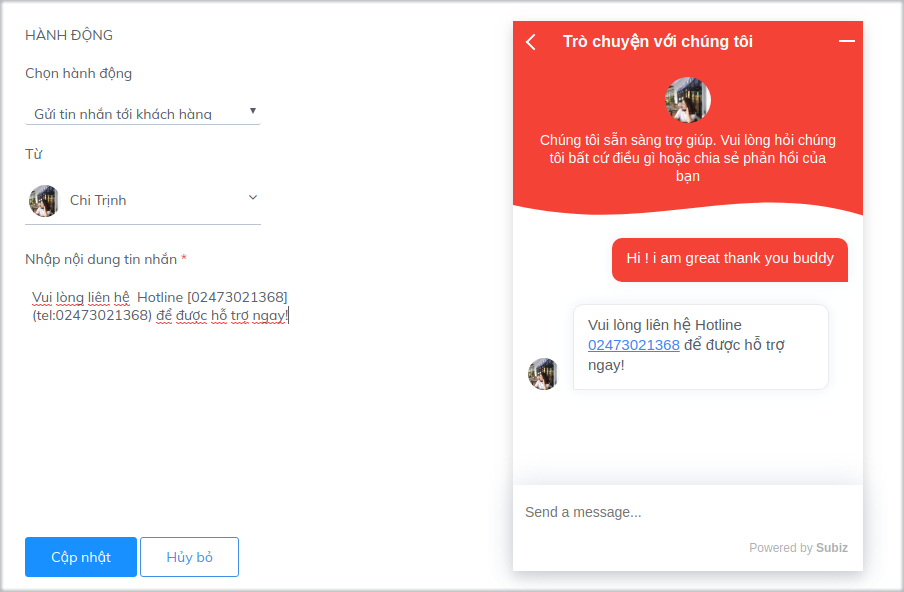 HÀNH ĐỘNG
Chọn hành động
Gửi tin nhắn tới khách hàng
Từ
Chi Trịnh
Nhập nội dung tin nhắn *
Vui lòng liên hệ  Hotline [02473021368]
(tel:02473021368) để được hỗ trợ ngay!
Cập nhật
Hủy bỏ
Trò chuyện với chúng tôi
Chúng tôi sẵn sàng trợ giúp. Vui lòng hỏi chúng
tôi bất cứ điều gì hoặc chia sẻ phản hồi của
bạn
Hi ! i am great thank you buddy
Vui lòng liên hệ Hotline
02473021368 để được hỗ trợ
ngay!
Send a message...
Powered by Subiz